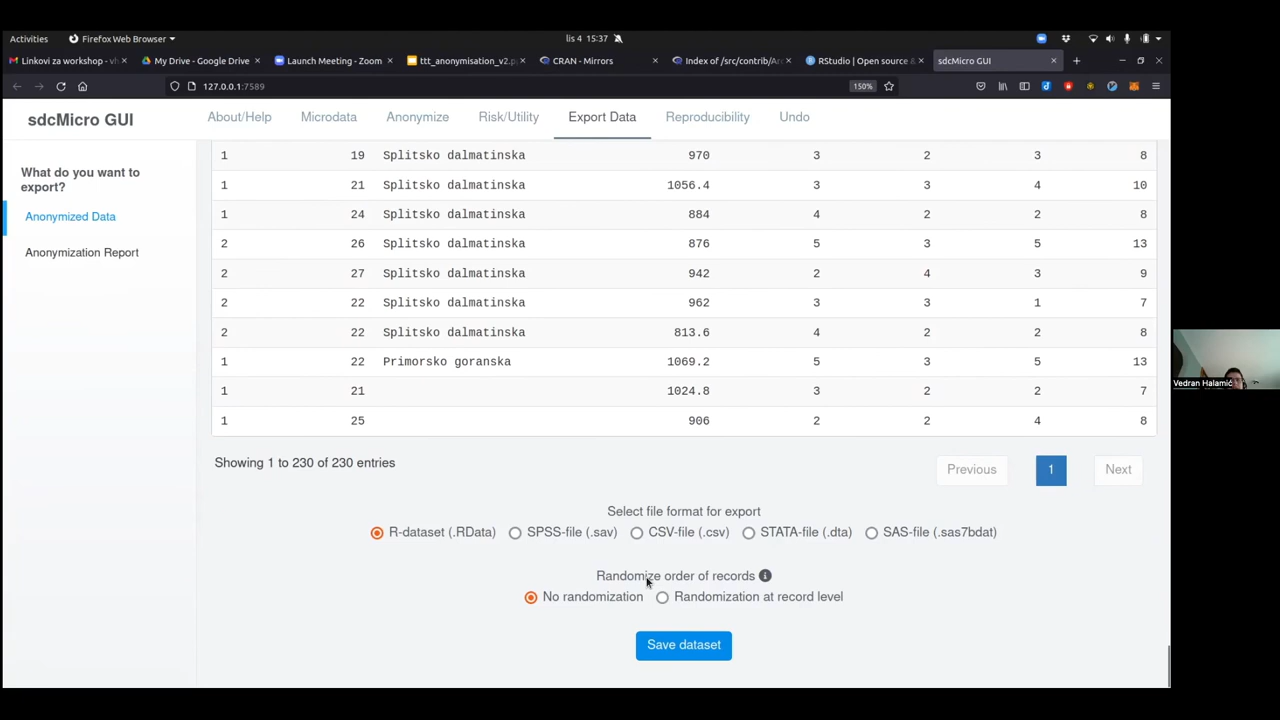 Activities Firefox Web Browser lis 4 15:37
Linkovi za workshop - v My Drive - Google Drive Launch Meeting - Zoom ttt_anonymisation_v2.p CRAN - Mirrors Index of /src/contrib/Ar RStudio | Open source & sdcMicro GUI
127.0.0.1:7589 150%
sdcMicro GUI About/Help Microdata Anonymize Risk/Utility Export Data Reproducibility Undo
What do you want to
export?
Anonymized Data
Anonymization Report
1 19 Splitsko dalmatinska 970 3 2 3 8
1 21 Splitsko dalmatinska 1056.4 3 3 4 10
1 24 Splitsko dalmatinska 884 4 2 2 8
2 26 Splitsko dalmatinska 876 5 3 5 13
2 27 Splitsko dalmatinska 942 2 4 3 9
2 22 Splitsko dalmatinska 962 3 3 1 7
2 22 Splitsko dalmatinska 813.6 4 2 2 8
1 22 Primorsko goranska 1069.2 5 3 5 13
1 21 1024.8 3 2 2 7
1 25 906 2 2 4 8
Showing 1 to 230 of 230 entries Previous 1 Next
Select file format for export
R-dataset (.RData) SPSS-file (.sav) CSV-file (.csv) STATA-file (.dta) SAS-file (.sas7bdat)
Randomize order of records
No randomization Randomization at record level
Save dataset
Vedran Halamić